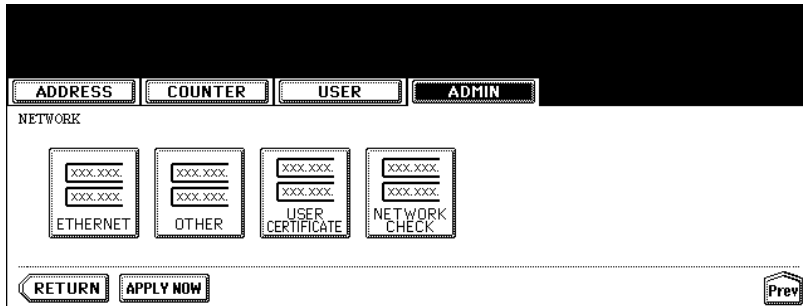 ADDRESS COUNTER USER ADMIN
NETWORK
xxx.xxx. xxx.xxx. xxx.xxx. xxx.xxx.
xxx.xxx. xxx.xxx. xxx.xxx. xxx.xxx.
ETHERNET OTHER USER CERTIFICATE NETWORK CHECK
RETURN APPLY NOW Prev